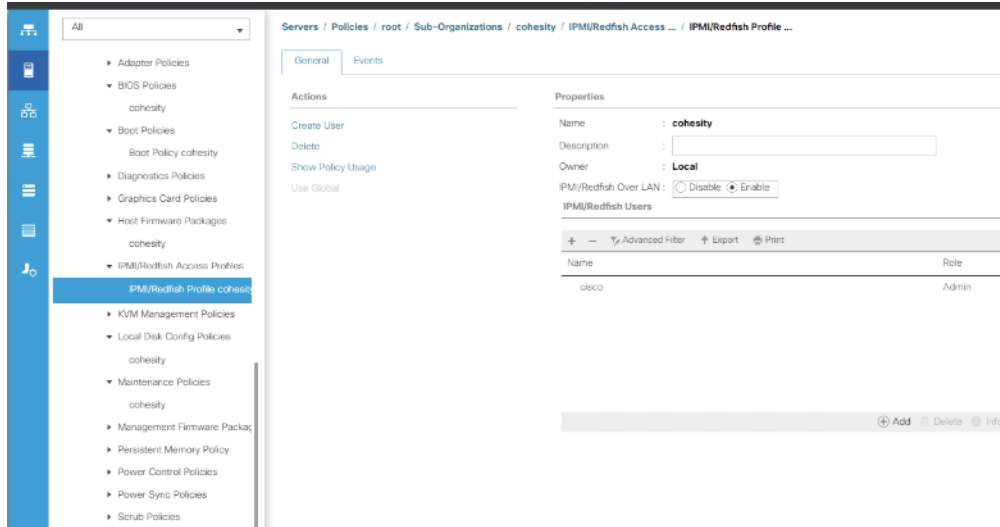 All
Servers / Policies / root / Sub-Organizations / cohesity / IPMI/Redfish Access ... / IPMI/Redfish Profile ...
Adapter Policies
BIOS Policies
cohesity
Boot Policies
Boot Policy cohesity
Diagnostics Policies
Graphics Card Policies
Host Firmware Packages
cohesity
IPMI/Redfish Access Profiles
IPMI/Redfish Profile cohesity
KVM Management Policies
Local Disk Config Policies
cohesity
Maintenance Policies
cohesity
Management Firmware Packag
Persistent Memory Policy
Power Control Policies
Power Sync Policies
Scrub Policies
General Events
Actions
Create User
Delete
Show Policy Usage
Use Global
Properties
Name : cohesity
Description :
Owner : Local
IPMI/Redfish Over LAN : Disable Enable
IPMI/Redfish Users
+ − Advanced Filter Export Print
Name Role
cisco Admin
Add Delete Info